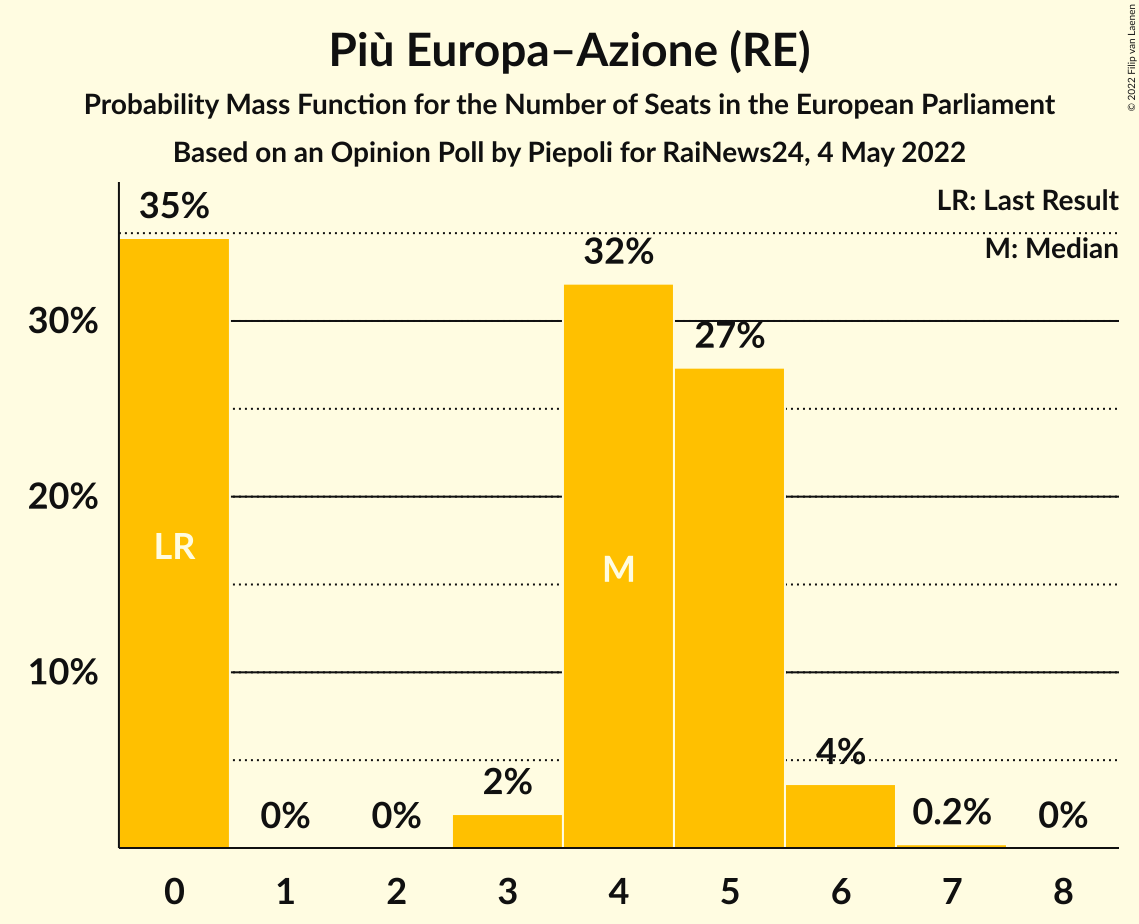 Più Europa–Azione (RE)
Probability Mass Function for the Number of Seats in the European Parliament
Based on an Opinion Poll by Piepoli for RaiNews24, 4 May 2022
© 2022 Filip van Laenen
LR: Last Result
M: Median
35%
32%
27%
30%
20%
10%
LR
M
4%
2%
0%
0%
0.2%
0%
0 1 2 3 4 5 6 7 8